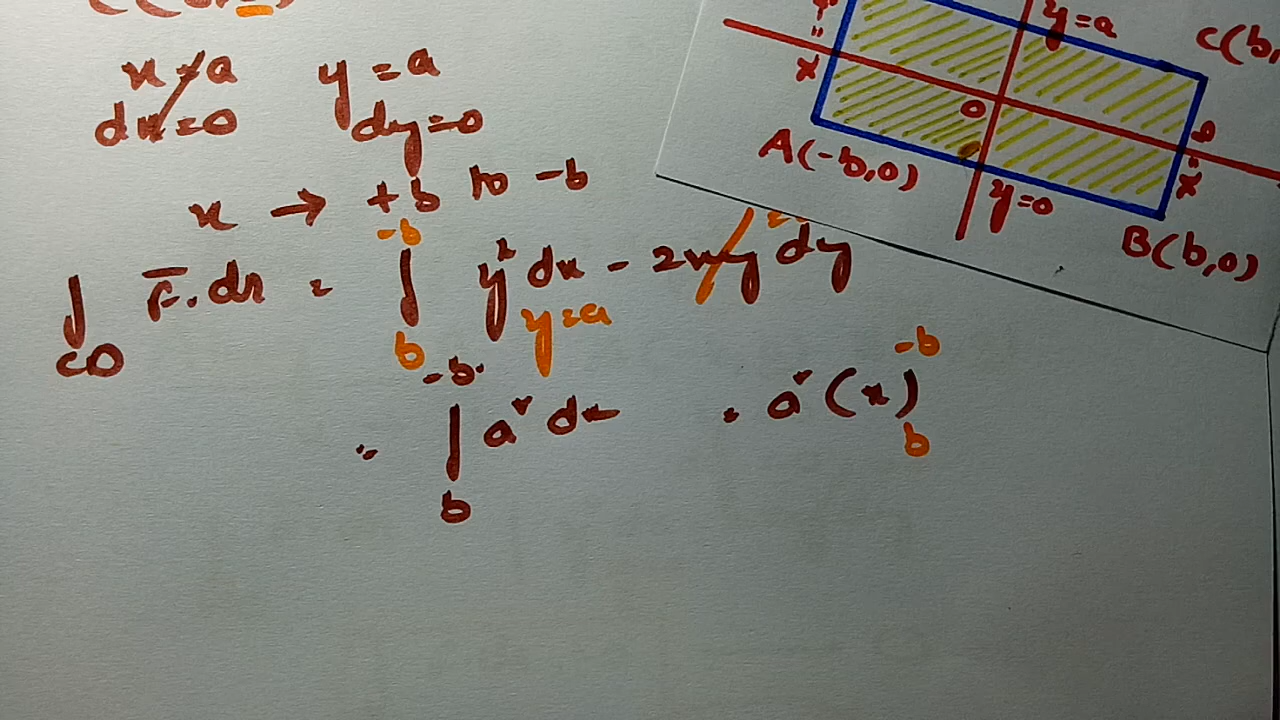 x = a y = a
dx = 0 dy = 0
x → +b to -b
∫CD F̄.dr = ∫b^-b y² dx - 2xy dy
y=a
= ∫b^-b a² dx = a² (x)b^-b
y=a
C(b,
x
O
x
A(-b,0)
y=0
B(b,0)